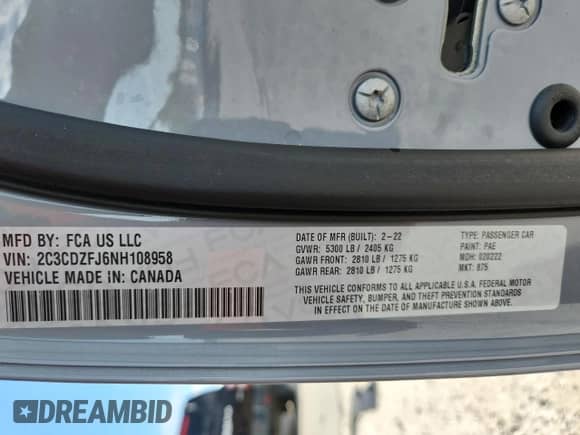 MFD BY: FCA US LLC
VIN: 2C3CDZFJ6NH108958
VEHICLE MADE IN: CANADA
DATE OF MFR (BUILT): 2-22
GVWR: 5300 LB / 2405 KG
GAWR FRONT: 2810 LB / 1275 KG
GAWR REAR: 2810 LB / 1275 KG
TYPE: PASSENGER CAR
PAINT: PAE
MDH: 020222
MKT: 875
THIS VEHICLE CONFORMS TO ALL APPLICABLE U.S.A. FEDERAL MOTOR
VEHICLE SAFETY, BUMPER, AND THEFT PREVENTION STANDARDS
IN EFFECT ON THE DATE OF MANUFACTURE SHOWN ABOVE.
DREAMBID